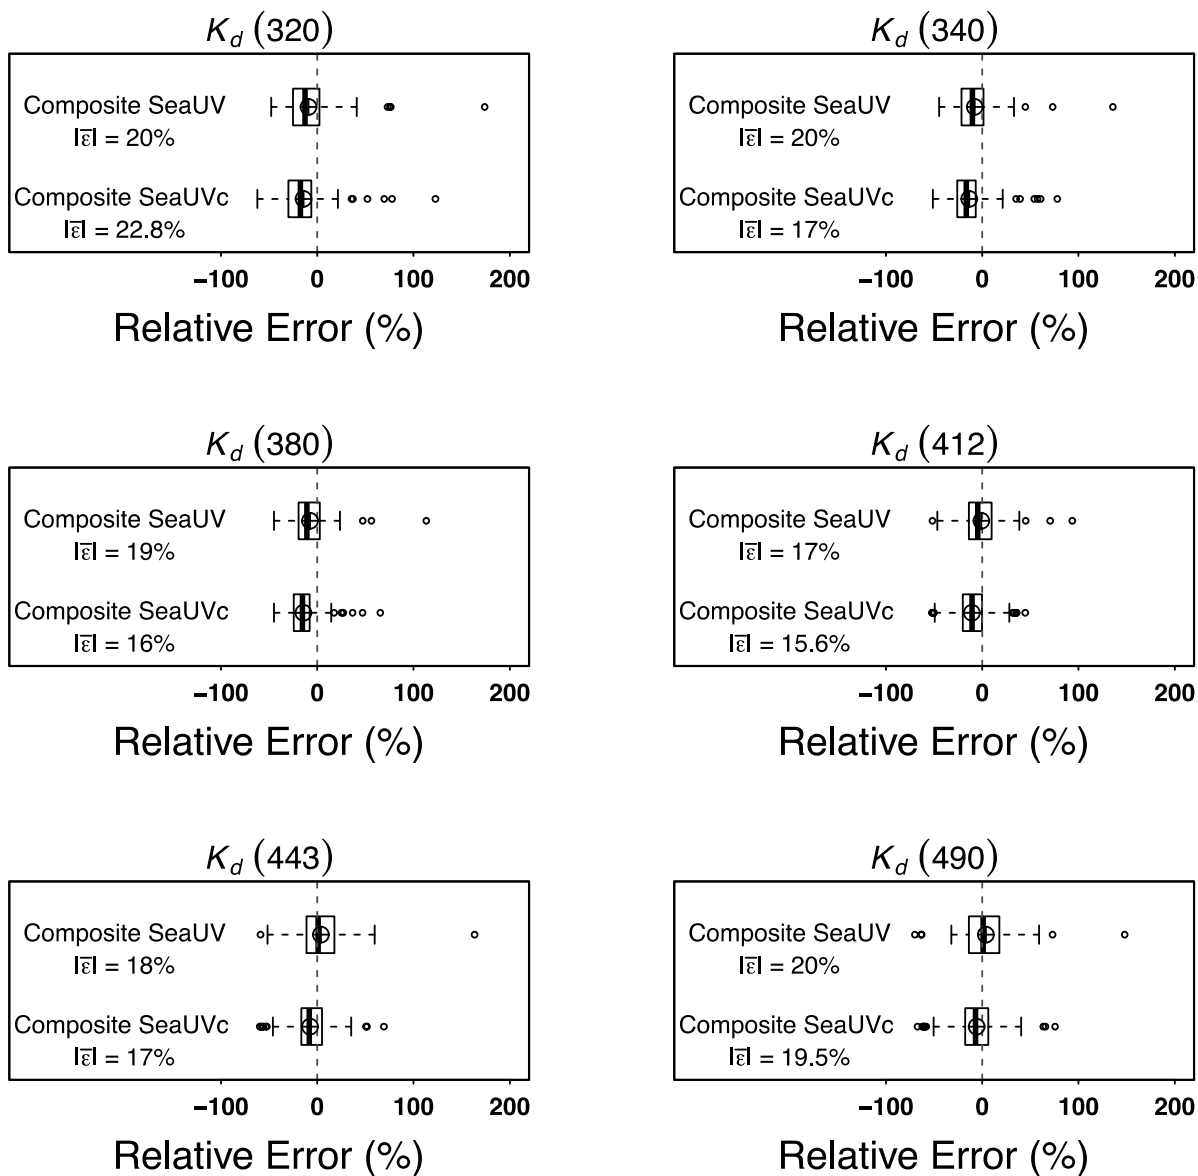 K_d (320)
Composite SeaUV
|ε̅| = 20%
Composite SeaUVc
|ε̅| = 22.8%
−100 0 100 200
Relative Error (%)
K_d (340)
Composite SeaUV
|ε̅| = 20%
Composite SeaUVc
|ε̅| = 17%
−100 0 100 200
Relative Error (%)
K_d (380)
Composite SeaUV
|ε̅| = 19%
Composite SeaUVc
|ε̅| = 16%
−100 0 100 200
Relative Error (%)
K_d (412)
Composite SeaUV
|ε̅| = 17%
Composite SeaUVc
|ε̅| = 15.6%
−100 0 100 200
Relative Error (%)
K_d (443)
Composite SeaUV
|ε̅| = 18%
Composite SeaUVc
|ε̅| = 17%
−100 0 100 200
Relative Error (%)
K_d (490)
Composite SeaUV
|ε̅| = 20%
Composite SeaUVc
|ε̅| = 19.5%
−100 0 100 200
Relative Error (%)